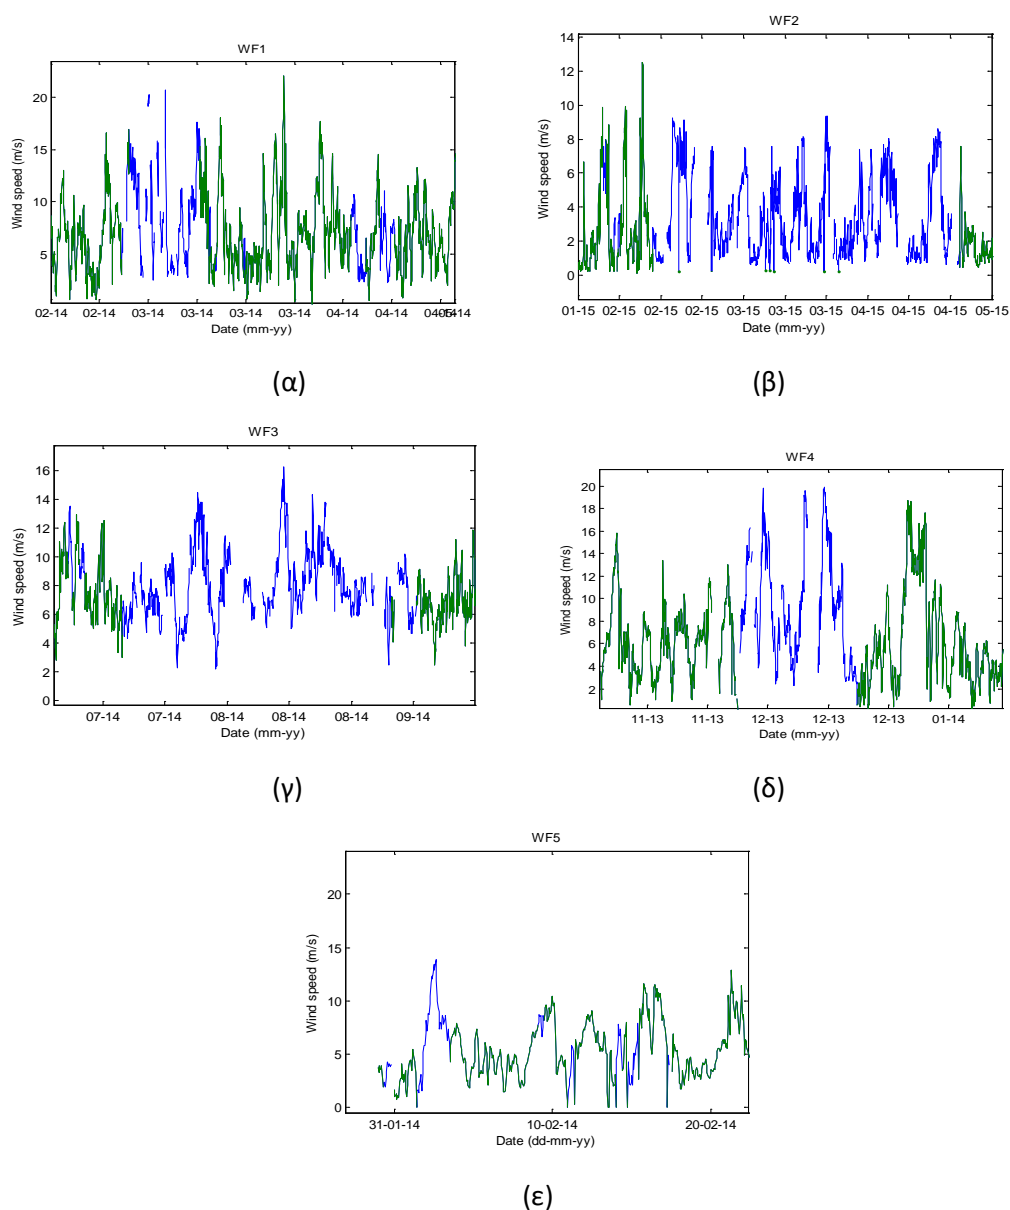 WF1
Wind speed (m/s)
20
15
10
5
02-14 02-14 03-14 03-14 03-14 03-14 04-14 04-14
Date (mm-yy)
(α)
WF2
Wind speed (m/s)
14
12
10
8
6
4
2
0
01-15 02-15 02-15 02-15 03-15 03-15 03-15 04-15 04-15 04-15 05-15
Date (mm-yy)
(β)
WF3
Wind speed (m/s)
16
14
12
10
8
6
4
2
0
07-14 07-14 08-14 08-14 08-14 09-14
Date (mm-yy)
(γ)
WF4
Wind speed (m/s)
20
18
16
14
12
10
8
6
4
2
11-13 11-13 12-13 12-13 12-13 01-14
Date (mm-yy)
(δ)
WF5
Wind speed (m/s)
20
15
10
5
0
31-01-14 10-02-14 20-02-14
Date (dd-mm-yy)
(ε)